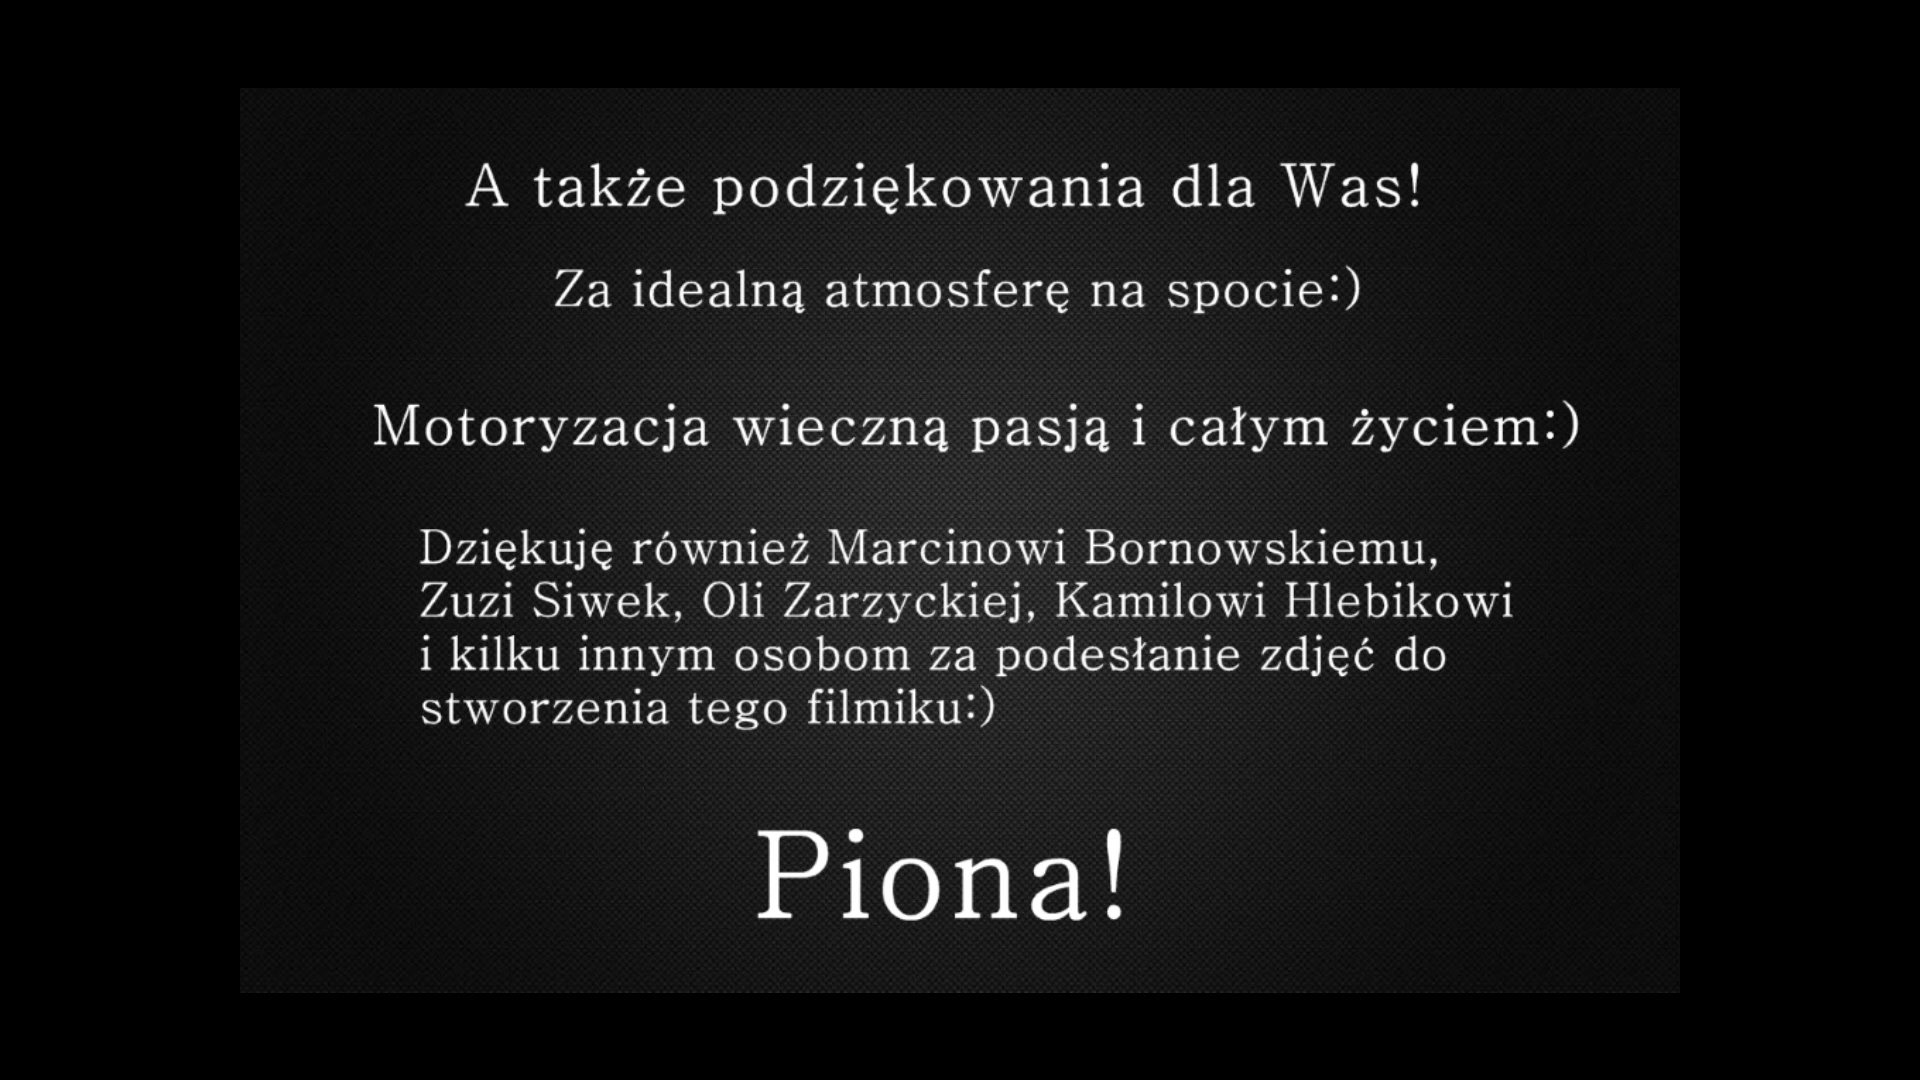 A także podziękowania dla Was!
Za idealną atmosferę na spocie:)
Motoryzacja wieczną pasją i całym życiem:)
Dziękuję również Marcinowi Bornowskiemu,
Zuzi Siwek, Oli Zarzyckiej, Kamilowi Hlebikowi
i kilku innym osobom za podesłanie zdjęć do
stworzenia tego filmiku:)
Piona!